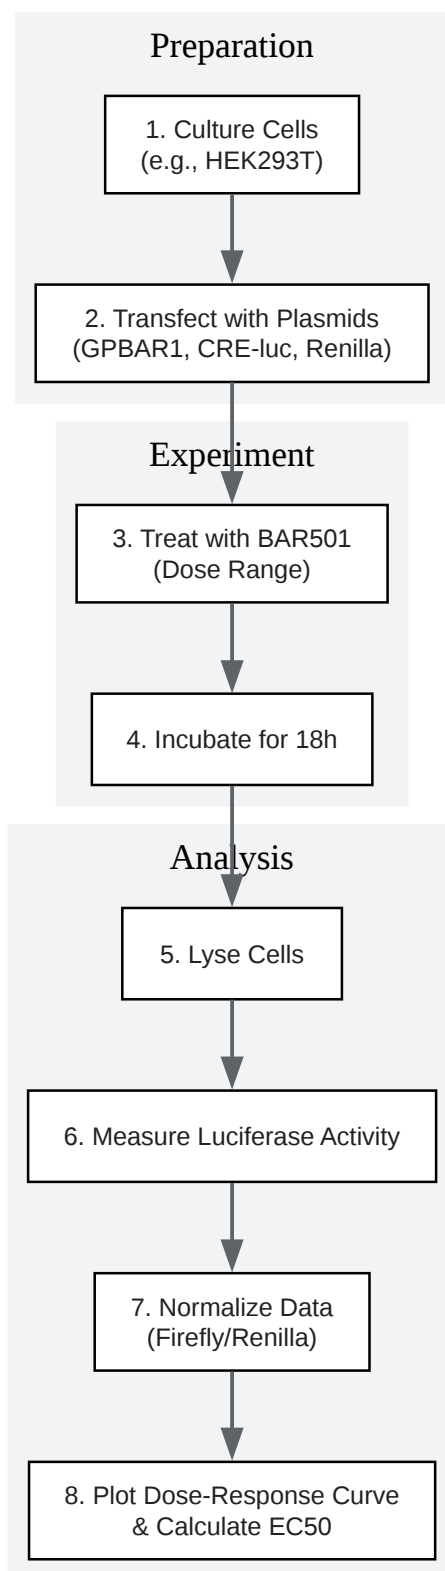 Preparation
1. Culture Cells
(e.g., HEK293T)
2. Transfect with Plasmids
(GPBAR1, CRE-luc, Renilla)
Experiment
3. Treat with BAR501
(Dose Range)
4. Incubate for 18h
Analysis
5. Lyse Cells
6. Measure Luciferase Activity
7. Normalize Data
(Firefly/Renilla)
8. Plot Dose-Response Curve
& Calculate EC50